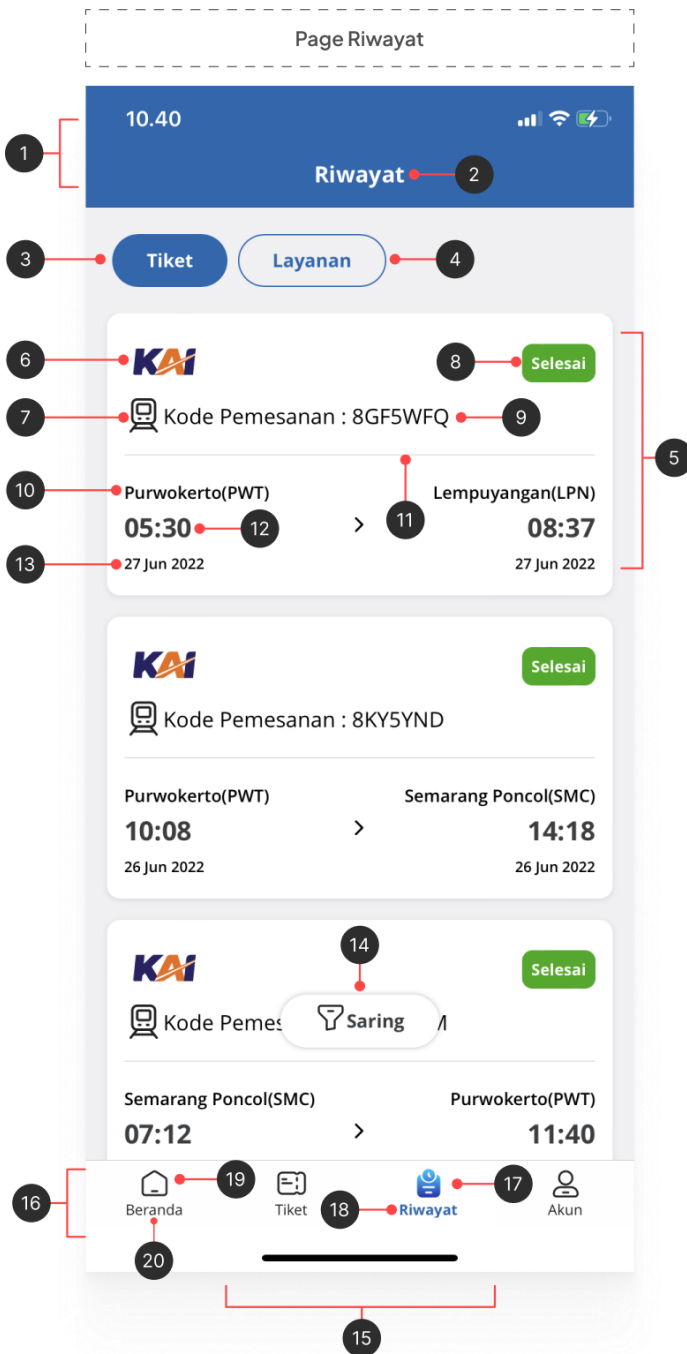 Page Riwayat
10.40
1
Riwayat 2
3 Tiket Layanan 4
6 KAI 8 Selesai
7 Kode Pemesanan : 8GF5WFQ 9
5
10 Purwokerto(PWT) 11 Lempuyangan(LPN)
05:30 12 > 08:37
13 27 Jun 2022 27 Jun 2022
KAI Selesai
Kode Pemesanan : 8KY5YND
Purwokerto(PWT) Semarang Poncol(SMC)
10:08 > 14:18
26 Jun 2022 26 Jun 2022
14
KAI Selesai
Kode Saring
Semarang Poncol(SMC) Purwokerto(PWT)
07:12 > 11:40
16 19 17
Beranda Tiket 18 Riwayat Akun
20
15